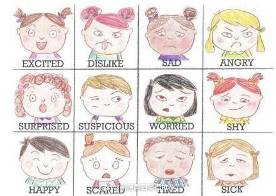 EXCITED DISLIKE SAD ANGRY
SURPRISED SUSPICIOUS WORRIED SHY
HAPPY SCARED TIRED SICK